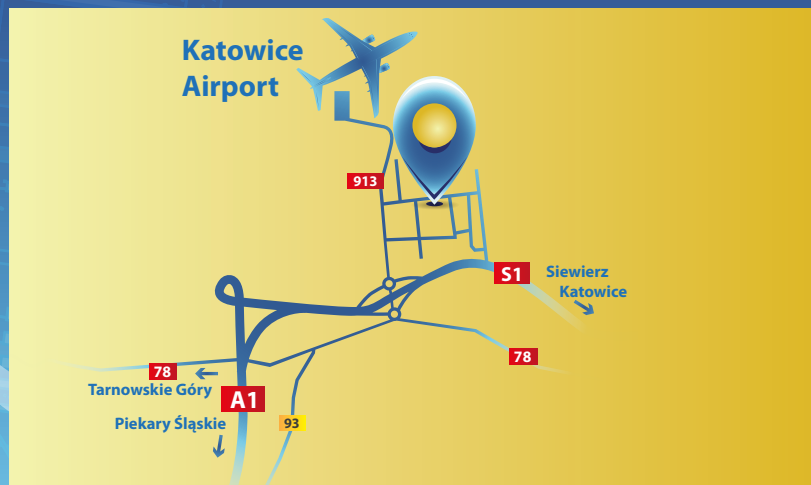 Katowice
Airport
913
S1
Siewierz
Katowice
78
78
Tarnowskie Góry
A1
Piekary Śląskie
93